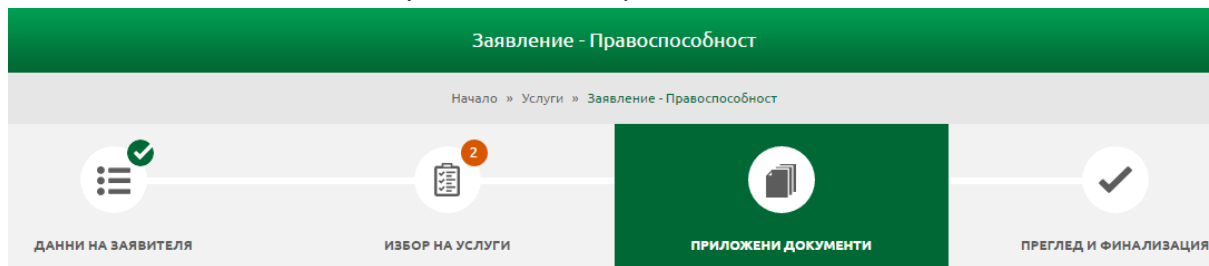 Заявление - Правоспособност
Начало » Услуги » Заявление - Правоспособност
2
ДАННИ НА ЗАЯВИТЕЛЯ
ИЗБОР НА УСЛУГИ
ПРИЛОЖЕНИ ДОКУМЕНТИ
ПРЕГЛЕД И ФИНАЛИЗАЦИЯ